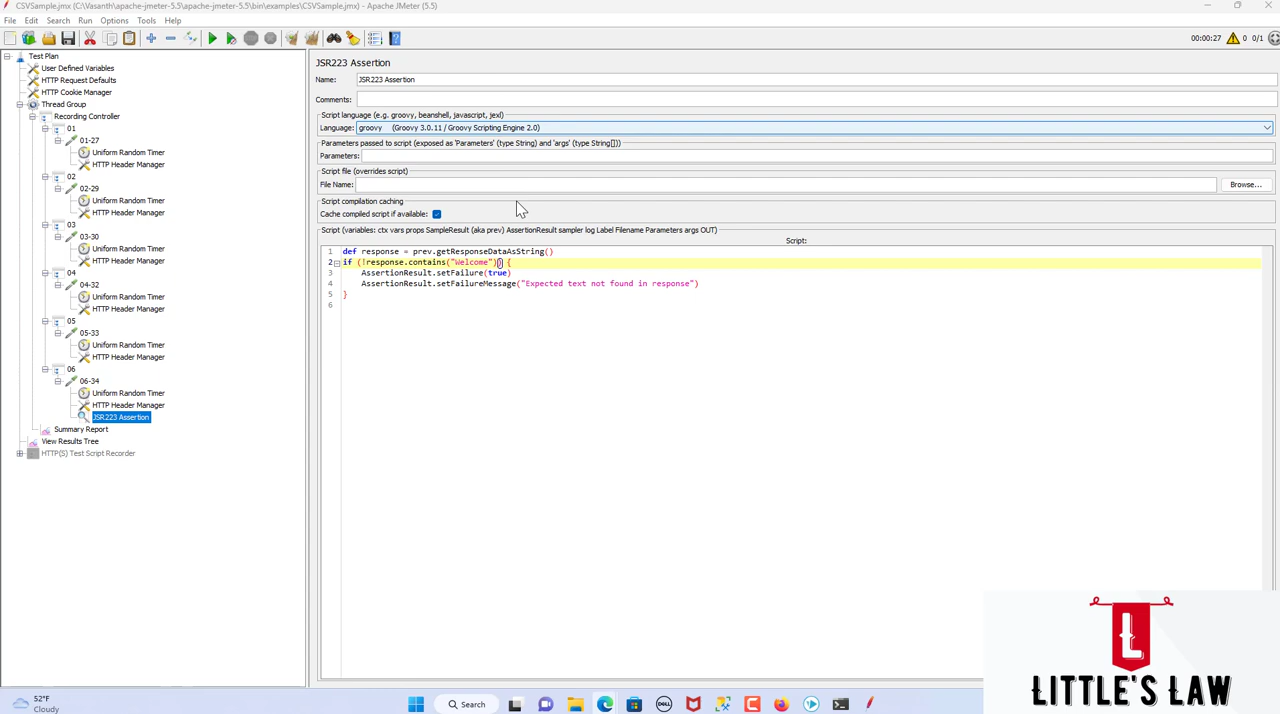 CSVSample.jmx (C:\Vasanth\apache-jmeter-5.5\apache-jmeter-5.5\bin\examples\CSVSample.jmx) - Apache JMeter (5.5)
File Edit Search Run Options Tools Help
00:00:27 0 0/1
Test Plan
User Defined Variables
HTTP Request Defaults
HTTP Cookie Manager
Thread Group
Recording Controller
01
01-27
Uniform Random Timer
HTTP Header Manager
02
02-29
Uniform Random Timer
HTTP Header Manager
03
03-30
Uniform Random Timer
HTTP Header Manager
04
04-32
Uniform Random Timer
HTTP Header Manager
05
05-33
Uniform Random Timer
HTTP Header Manager
06
06-34
Uniform Random Timer
HTTP Header Manager
JSR223 Assertion
Summary Report
View Results Tree
HTTP(S) Test Script Recorder
JSR223 Assertion
Name: JSR223 Assertion
Comments:
Script language (e.g. groovy, beanshell, javascript, jexl)
Language: groovy (Groovy 3.0.11 / Groovy Scripting Engine 2.0)
Parameters passed to script (exposed as 'Parameters' (type String) and 'args' (type String[]))
Parameters:
Script file (overrides script)
File Name: Browse...
Script compilation caching
Cache compiled script if available:
Script (variables: ctx vars props SampleResult (aka prev) AssertionResult sampler log Label Filename Parameters args OUT)
Script:
1 def response = prev.getResponseDataAsString()
2 if (!response.contains("Welcome")) {
3 AssertionResult.setFailure(true)
4 AssertionResult.setFailureMessage("Expected text not found in response")
5 }
6
L
LITTLE'S LAW
52°F
Cloudy
Search
DELL